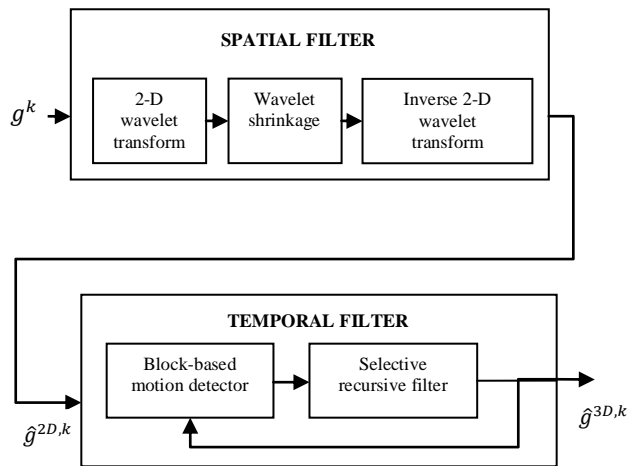 SPATIAL FILTER
g^k
2-D
wavelet
transform
Wavelet
shrinkage
Inverse 2-D
wavelet
transform
TEMPORAL FILTER
Block-based
motion detector
Selective
recursive filter
ĝ^{2D,k}
ĝ^{3D,k}